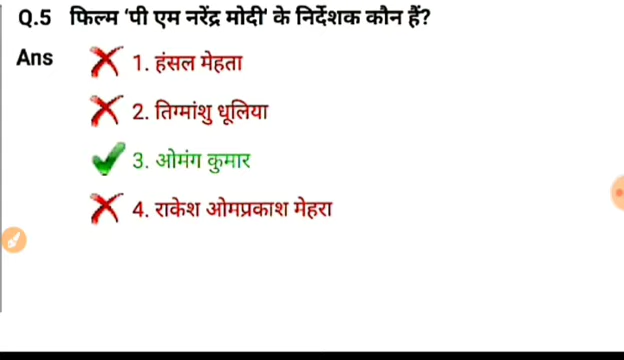 Q.5 फिल्म 'पी एम नरेंद्र मोदी' के निर्देशक कौन हैं?
Ans 1. हंसल मेहता
2. तिग्मांशु धूलिया
3. ओमंग कुमार
4. राकेश ओमप्रकाश मेहरा